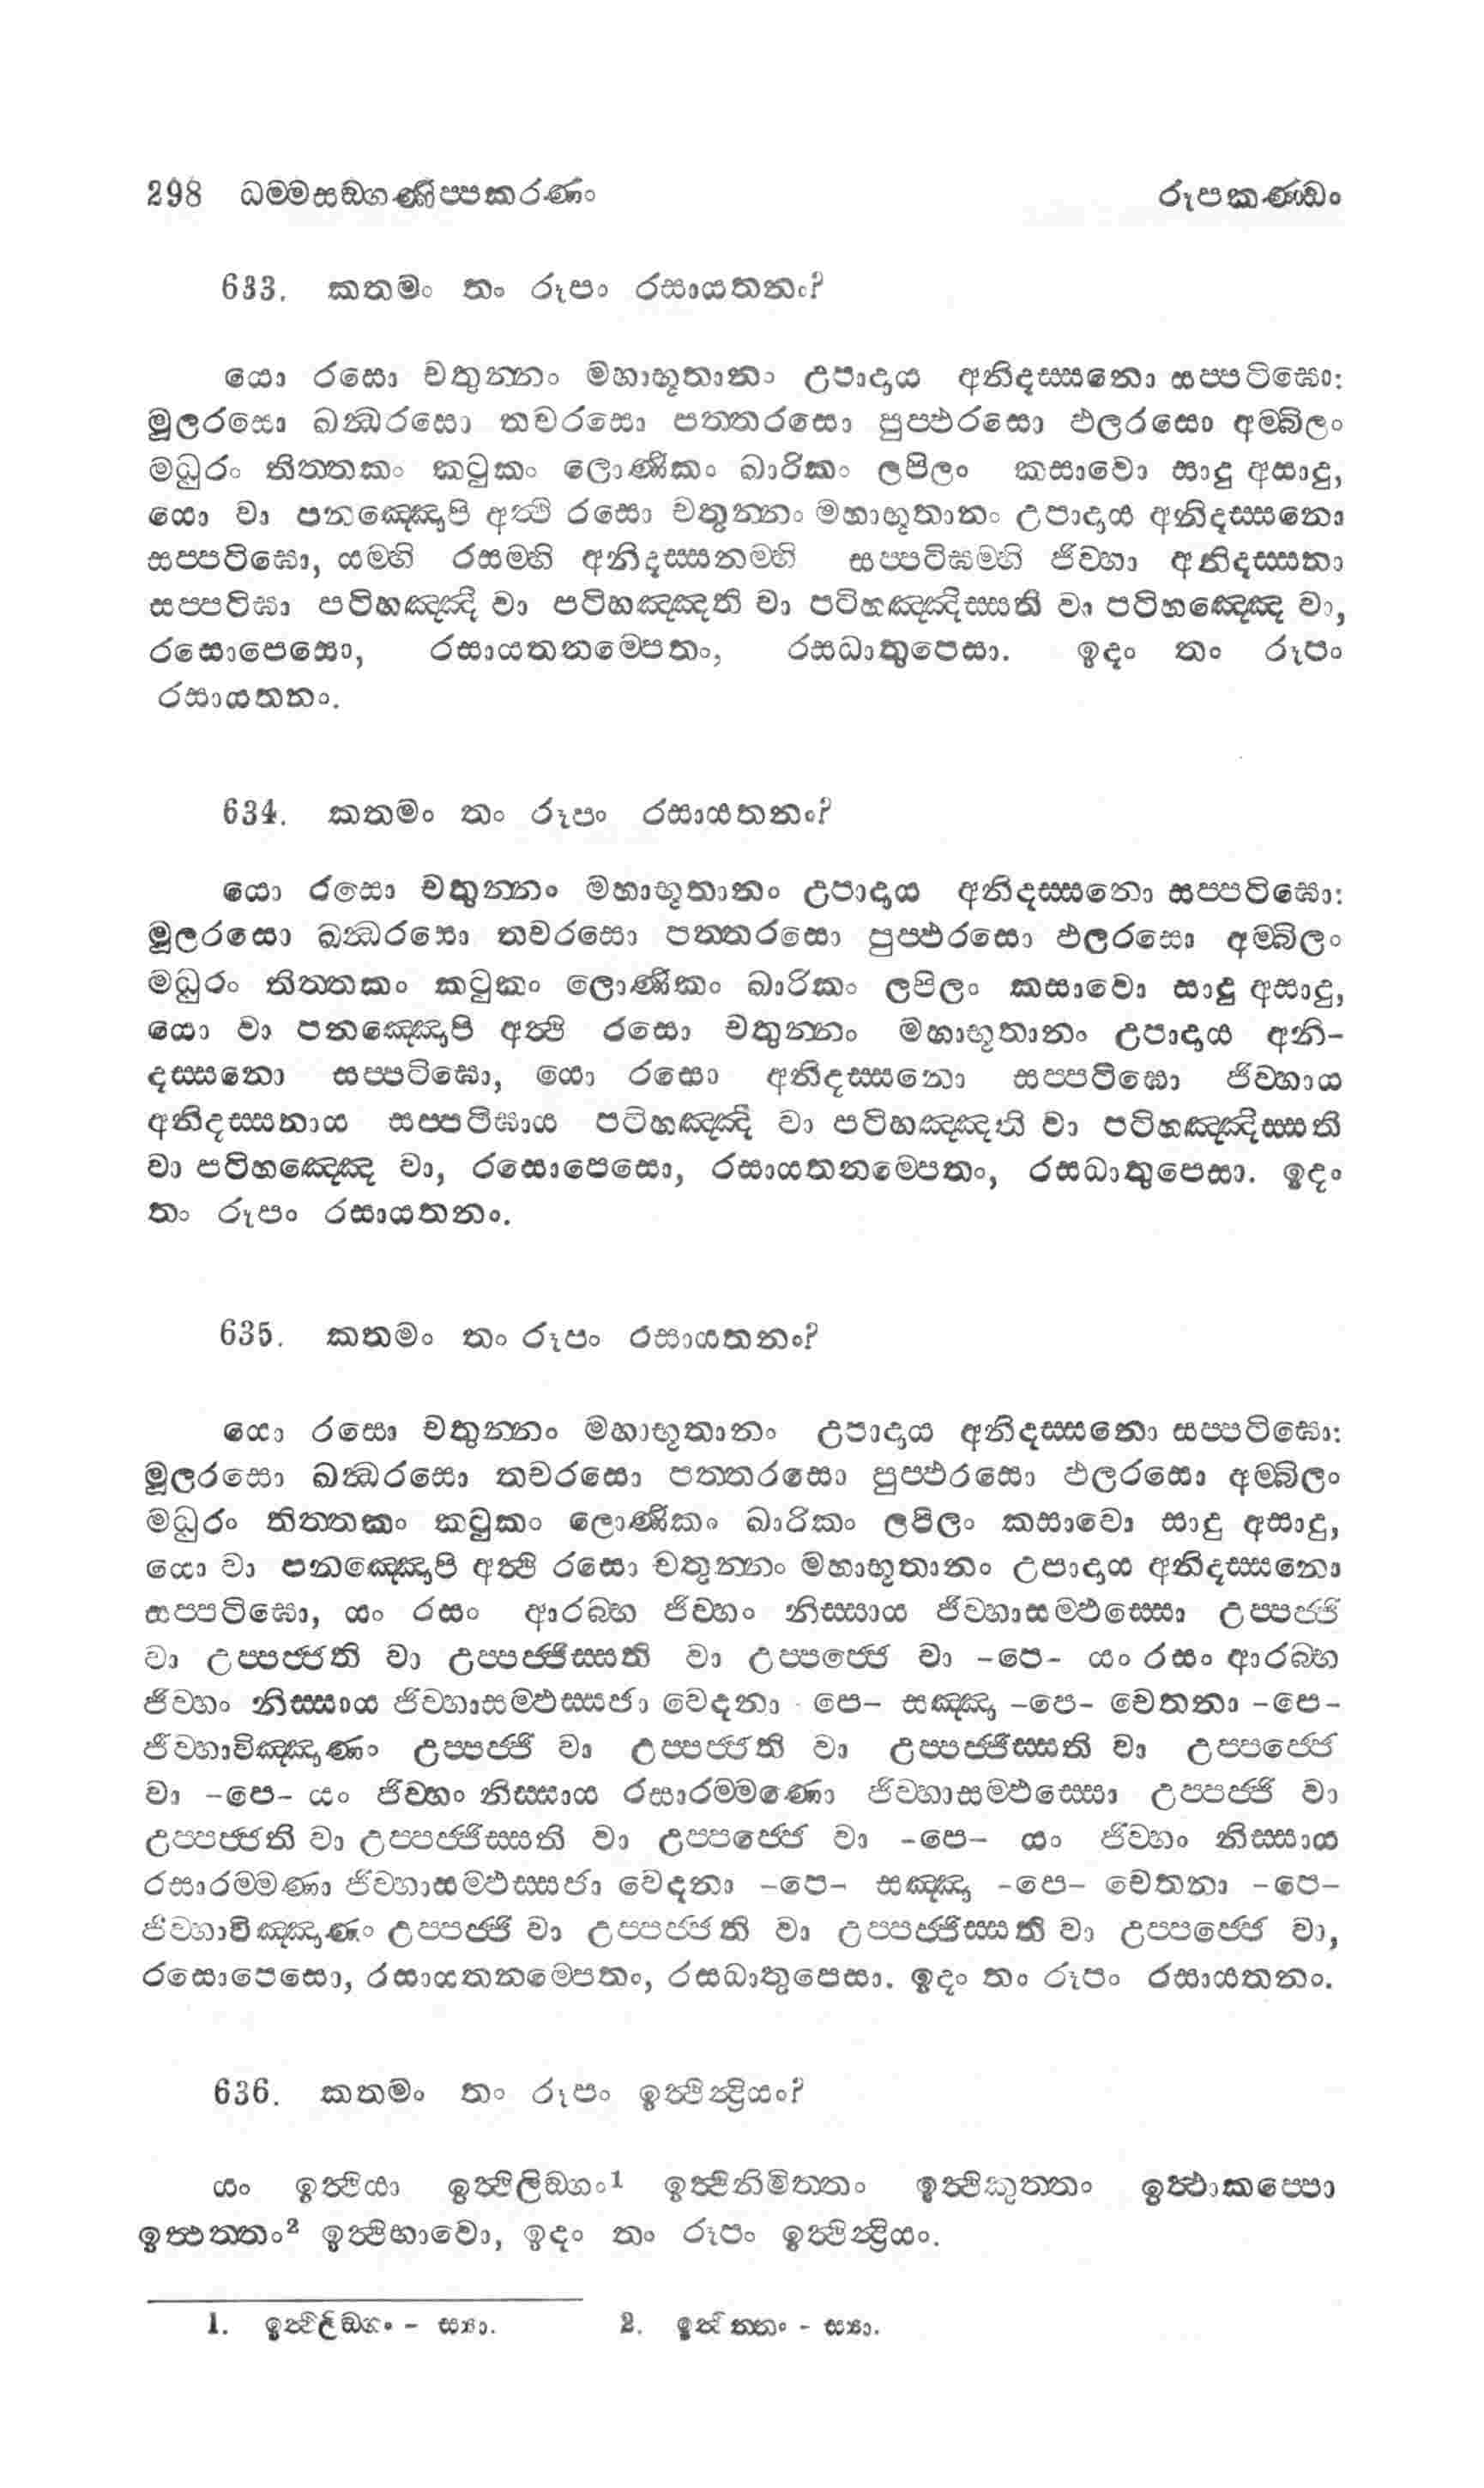 298 ධම්මසඞ්ගණිප්පකරණං රූපකණ්ඩං
633. කතමං තං රූපං රසායතනං?
යො රසො චතුන්නං මහාභූතානං උපාදාය අනිදස්සනො සප්පටිඝො:
මූලරසො ඛන්ධරසො තචරසො පත්තරසො පුප්ඵරසො ඵලරසො අම්බිලං
මධුරං තිත්තකං කටුකං ලොණිකං ඛාරිකං ලපිලං කසාවො සාදු අසාදු,
යො වා පනඤ්ඤොපි අත්ථි රසො චතුන්නං මහාභූතානං උපාදාය අනිදස්සනො
සප්පටිඝො, යම්හි රසම්හි අනිදස්සනම්හි සප්පටිඝම්හි ජිව්හා අනිදස්සනා
සප්පටිඝා පටිහඤ්ඤි වා පටිහඤ්ඤති වා පටිහඤ්ඤිස්සති වා පටිහඤ්ඤෙ වා,
රසොපෙසො, රසායතනම්පෙතං, රසධාතුපෙසා. ඉදං තං රූපං
රසායතනං.
634. කතමං තං රූපං රසායතනං?
යො රසො චතුන්නං මහාභූතානං උපාදාය අනිදස්සනො සප්පටිඝො:
මූලරසො ඛන්ධරසො තචරසො පත්තරසො පුප්ඵරසො ඵලරසො අම්බිලං
මධුරං තිත්තකං කටුකං ලොණිකං ඛාරිකං ලපිලං කසාවො සාදු අසාදු,
යො වා පනඤ්ඤොපි අත්ථි රසො චතුන්නං මහාභූතානං උපාදාය අනි-
දස්සනො සප්පටිඝො, යො රසො අනිදස්සනො සප්පටිඝො ජිව්හාය
අනිදස්සනාය සප්පටිඝාය පටිහඤ්ඤි වා පටිහඤ්ඤති වා පටිහඤ්ඤිස්සති
වා පටිහඤ්ඤෙ වා, රසොපෙසො, රසායතනම්පෙතං, රසධාතුපෙසා. ඉදං
තං රූපං රසායතනං.
635. කතමං තං රූපං රසායතනං?
යො රසො චතුන්නං මහාභූතානං උපාදාය අනිදස්සනො සප්පටිඝො:
මූලරසො ඛන්ධරසො තචරසො පත්තරසො පුප්ඵරසො ඵලරසො අම්බිලං
මධුරං තිත්තකං කටුකං ලොණිකං ඛාරිකං ලපිලං කසාවො සාදු අසාදු,
යො වා පනඤ්ඤොපි අත්ථි රසො චතුන්නං මහාභූතානං උපාදාය අනිදස්සනො
සප්පටිඝො, යං රසං ආරබ්භ ජිව්හං නිස්සාය ජිව්හාසම්ඵස්සො උප්පජ්ජි
වා උප්පජ්ජති වා උප්පජ්ජිස්සති වා උප්පජ්ජෙ වා -පෙ- යං රසං ආරබ්භ
ජිව්හං නිස්සාය ජිව්හාසම්ඵස්සජා වෙදනා - පෙ- සඤ්ඤා -පෙ- චෙතනා -පෙ-
ජිව්හාවිඤ්ඤාණං උප්පජ්ජි වා උප්පජ්ජති වා උප්පජ්ජිස්සති වා උප්පජ්ජෙ
වා -පෙ- යං ජිව්හං නිස්සාය රසාරම්මණො ජිව්හාසම්ඵස්සො උප්පජ්ජි වා
උප්පජ්ජති වා උප්පජ්ජිස්සති වා උප්පජ්ජෙ වා -පෙ- යං ජිව්හං නිස්සාය
රසාරම්මණා ජිව්හාසම්ඵස්සජා වෙදනා -පෙ- සඤ්ඤා -පෙ- චෙතනා -පෙ-
ජිව්හාවිඤ්ඤාණං උප්පජ්ජි වා උප්පජ්ජති වා උප්පජ්ජිස්සති වා උප්පජ්ජෙ වා,
රසොපෙසො, රසායතනම්පෙතං, රසධාතුපෙසා. ඉදං තං රූපං රසායතනං.
636. කතමං තං රූපං ඉත්ථින්ද්‍රියං?
යං ඉත්ථියා ඉත්ථිලිඞ්ගං¹ ඉත්ථිනිමිත්තං ඉත්ථිකුත්තං ඉත්ථාකප්පො
ඉත්ථත්තං² ඉත්ථිභාවො, ඉදං තං රූපං ඉත්ථින්ද්‍රියං.
1. ඉත්ථිලිඞ්ගං - ස්‍යා. 2. ඉත්ථිත්තං - ස්‍යා.